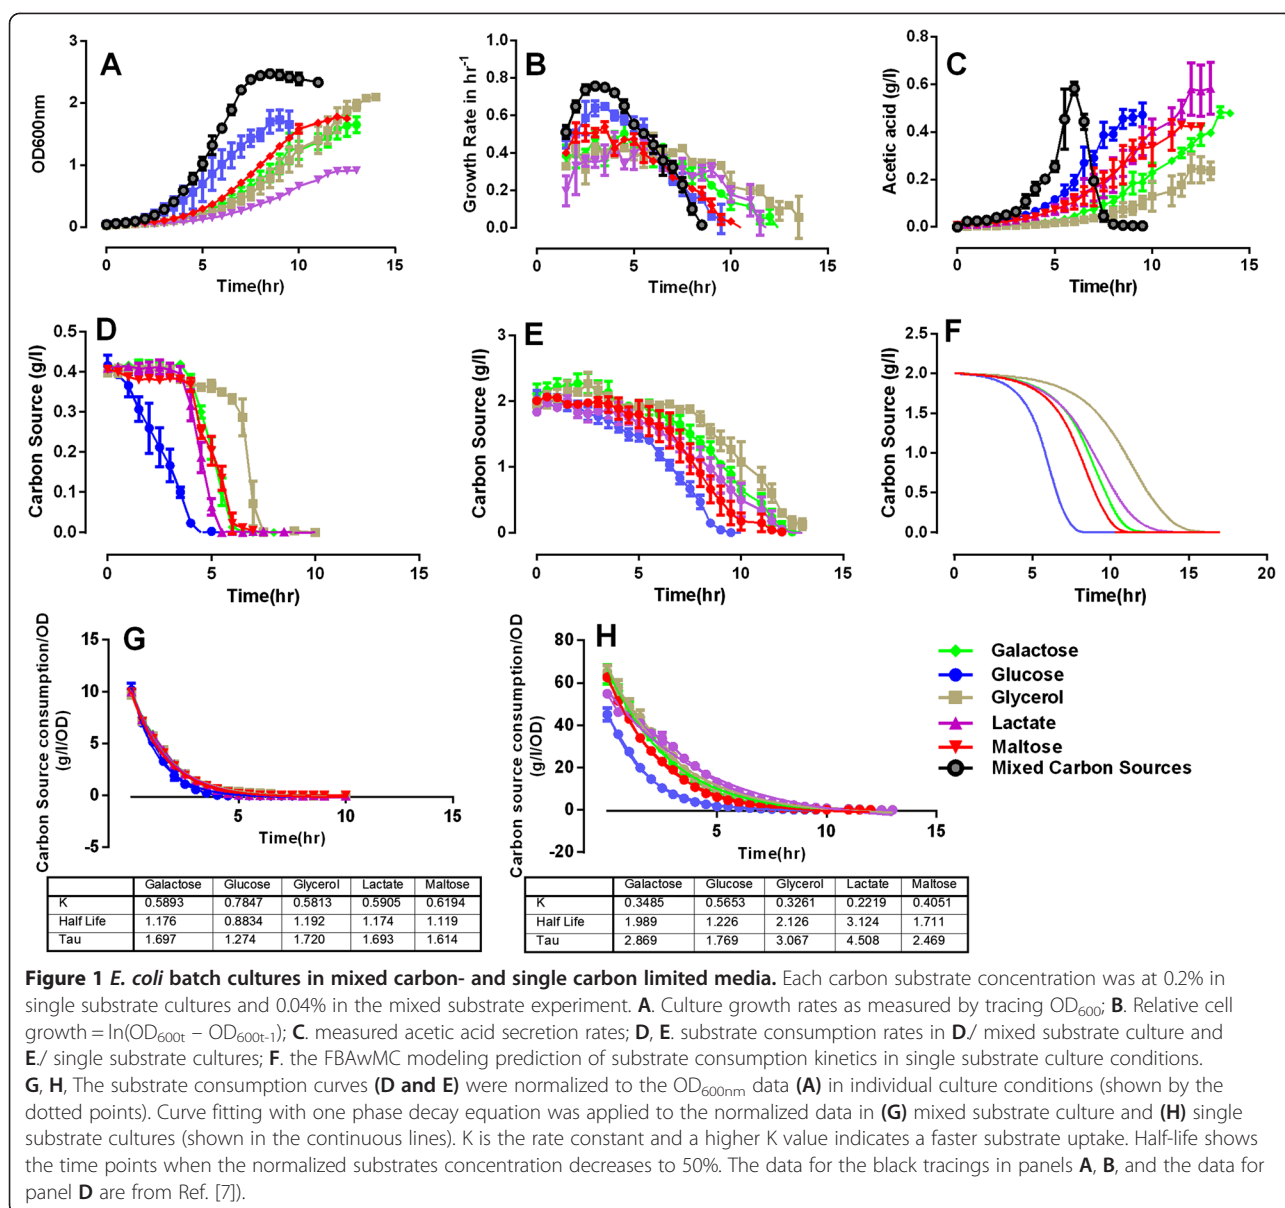 A
OD600nm
3
2
1
0
0
5
10
15
Time(hr)
B
Growth Rate in hr-1
1.0
0.8
0.6
0.4
0.2
0.0
0
5
10
15
Time(hr)
C
Acetic acid (g/l)
0.8
0.6
0.4
0.2
0.0
0
5
10
15
Time(hr)
D
Carbon Source (g/l)
0.5
0.4
0.3
0.2
0.1
0.0
0
5
10
15
Time(hr)
E
Carbon Source (g/l)
3
2
1
0
0
5
10
15
Time(hr)
F
Carbon Source (g/l)
2.5
2.0
1.5
1.0
0.5
0.0
0
5
10
15
20
Time(hr)
G
Carbon Source consumption/OD
(g/l/OD)
15
10
5
0
-5
5
10
15
Time(hr)
H
Carbon source consumption/OD
(g/l/OD)
80
60
40
20
0
-20
5
10
15
Time(hr)
Galactose
Glucose
Glycerol
Lactate
Maltose
Mixed Carbon Sources
Galactose Glucose Glycerol Lactate Maltose
K 0.5893 0.7847 0.5813 0.5905 0.6194
Half Life 1.176 0.8834 1.192 1.174 1.119
Tau 1.697 1.274 1.720 1.693 1.614
Galactose Glucose Glycerol Lactate Maltose
K 0.3485 0.5653 0.3261 0.2219 0.4051
Half Life 1.989 1.226 2.126 3.124 1.711
Tau 2.869 1.769 3.067 4.508 2.469
Figure 1 E. coli batch cultures in mixed carbon- and single carbon limited media. Each carbon substrate concentration was at 0.2% in
single substrate cultures and 0.04% in the mixed substrate experiment. A. Culture growth rates as measured by tracing OD600; B. Relative cell
growth = ln(OD600t – OD600t-1); C. measured acetic acid secretion rates; D, E. substrate consumption rates in D./ mixed substrate culture and
E./ single substrate cultures; F. the FBAwMC modeling prediction of substrate consumption kinetics in single substrate culture conditions.
G, H, The substrate consumption curves (D and E) were normalized to the OD600nm data (A) in individual culture conditions (shown by the
dotted points). Curve fitting with one phase decay equation was applied to the normalized data in (G) mixed substrate culture and (H) single
substrate cultures (shown in the continuous lines). K is the rate constant and a higher K value indicates a faster substrate uptake. Half-life shows
the time points when the normalized substrates concentration decreases to 50%. The data for the black tracings in panels A, B, and the data for
panel D are from Ref. [7]).